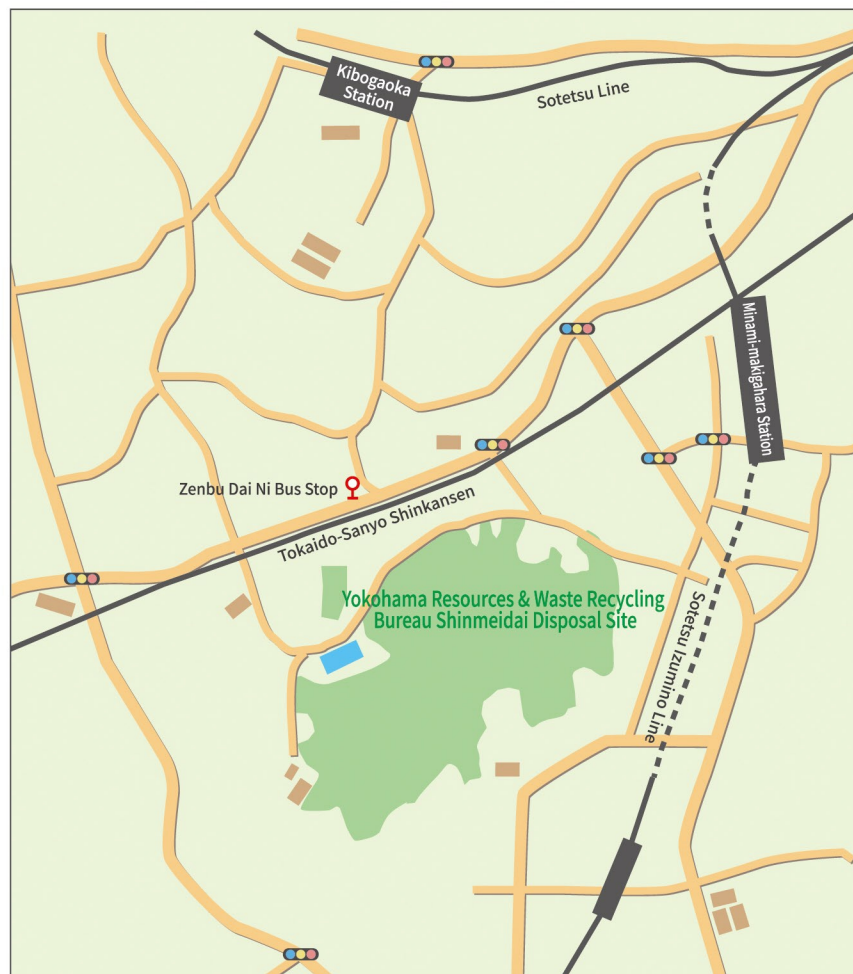 Kibogaoka
Station
Sotetsu Line
Minami-makigahara Station
Zenbu Dai Ni Bus Stop
Tokaido-Sanyo Shinkansen
Yokohama Resources & Waste Recycling
Bureau Shinmeidai Disposal Site
Sotetsu Izumino Line